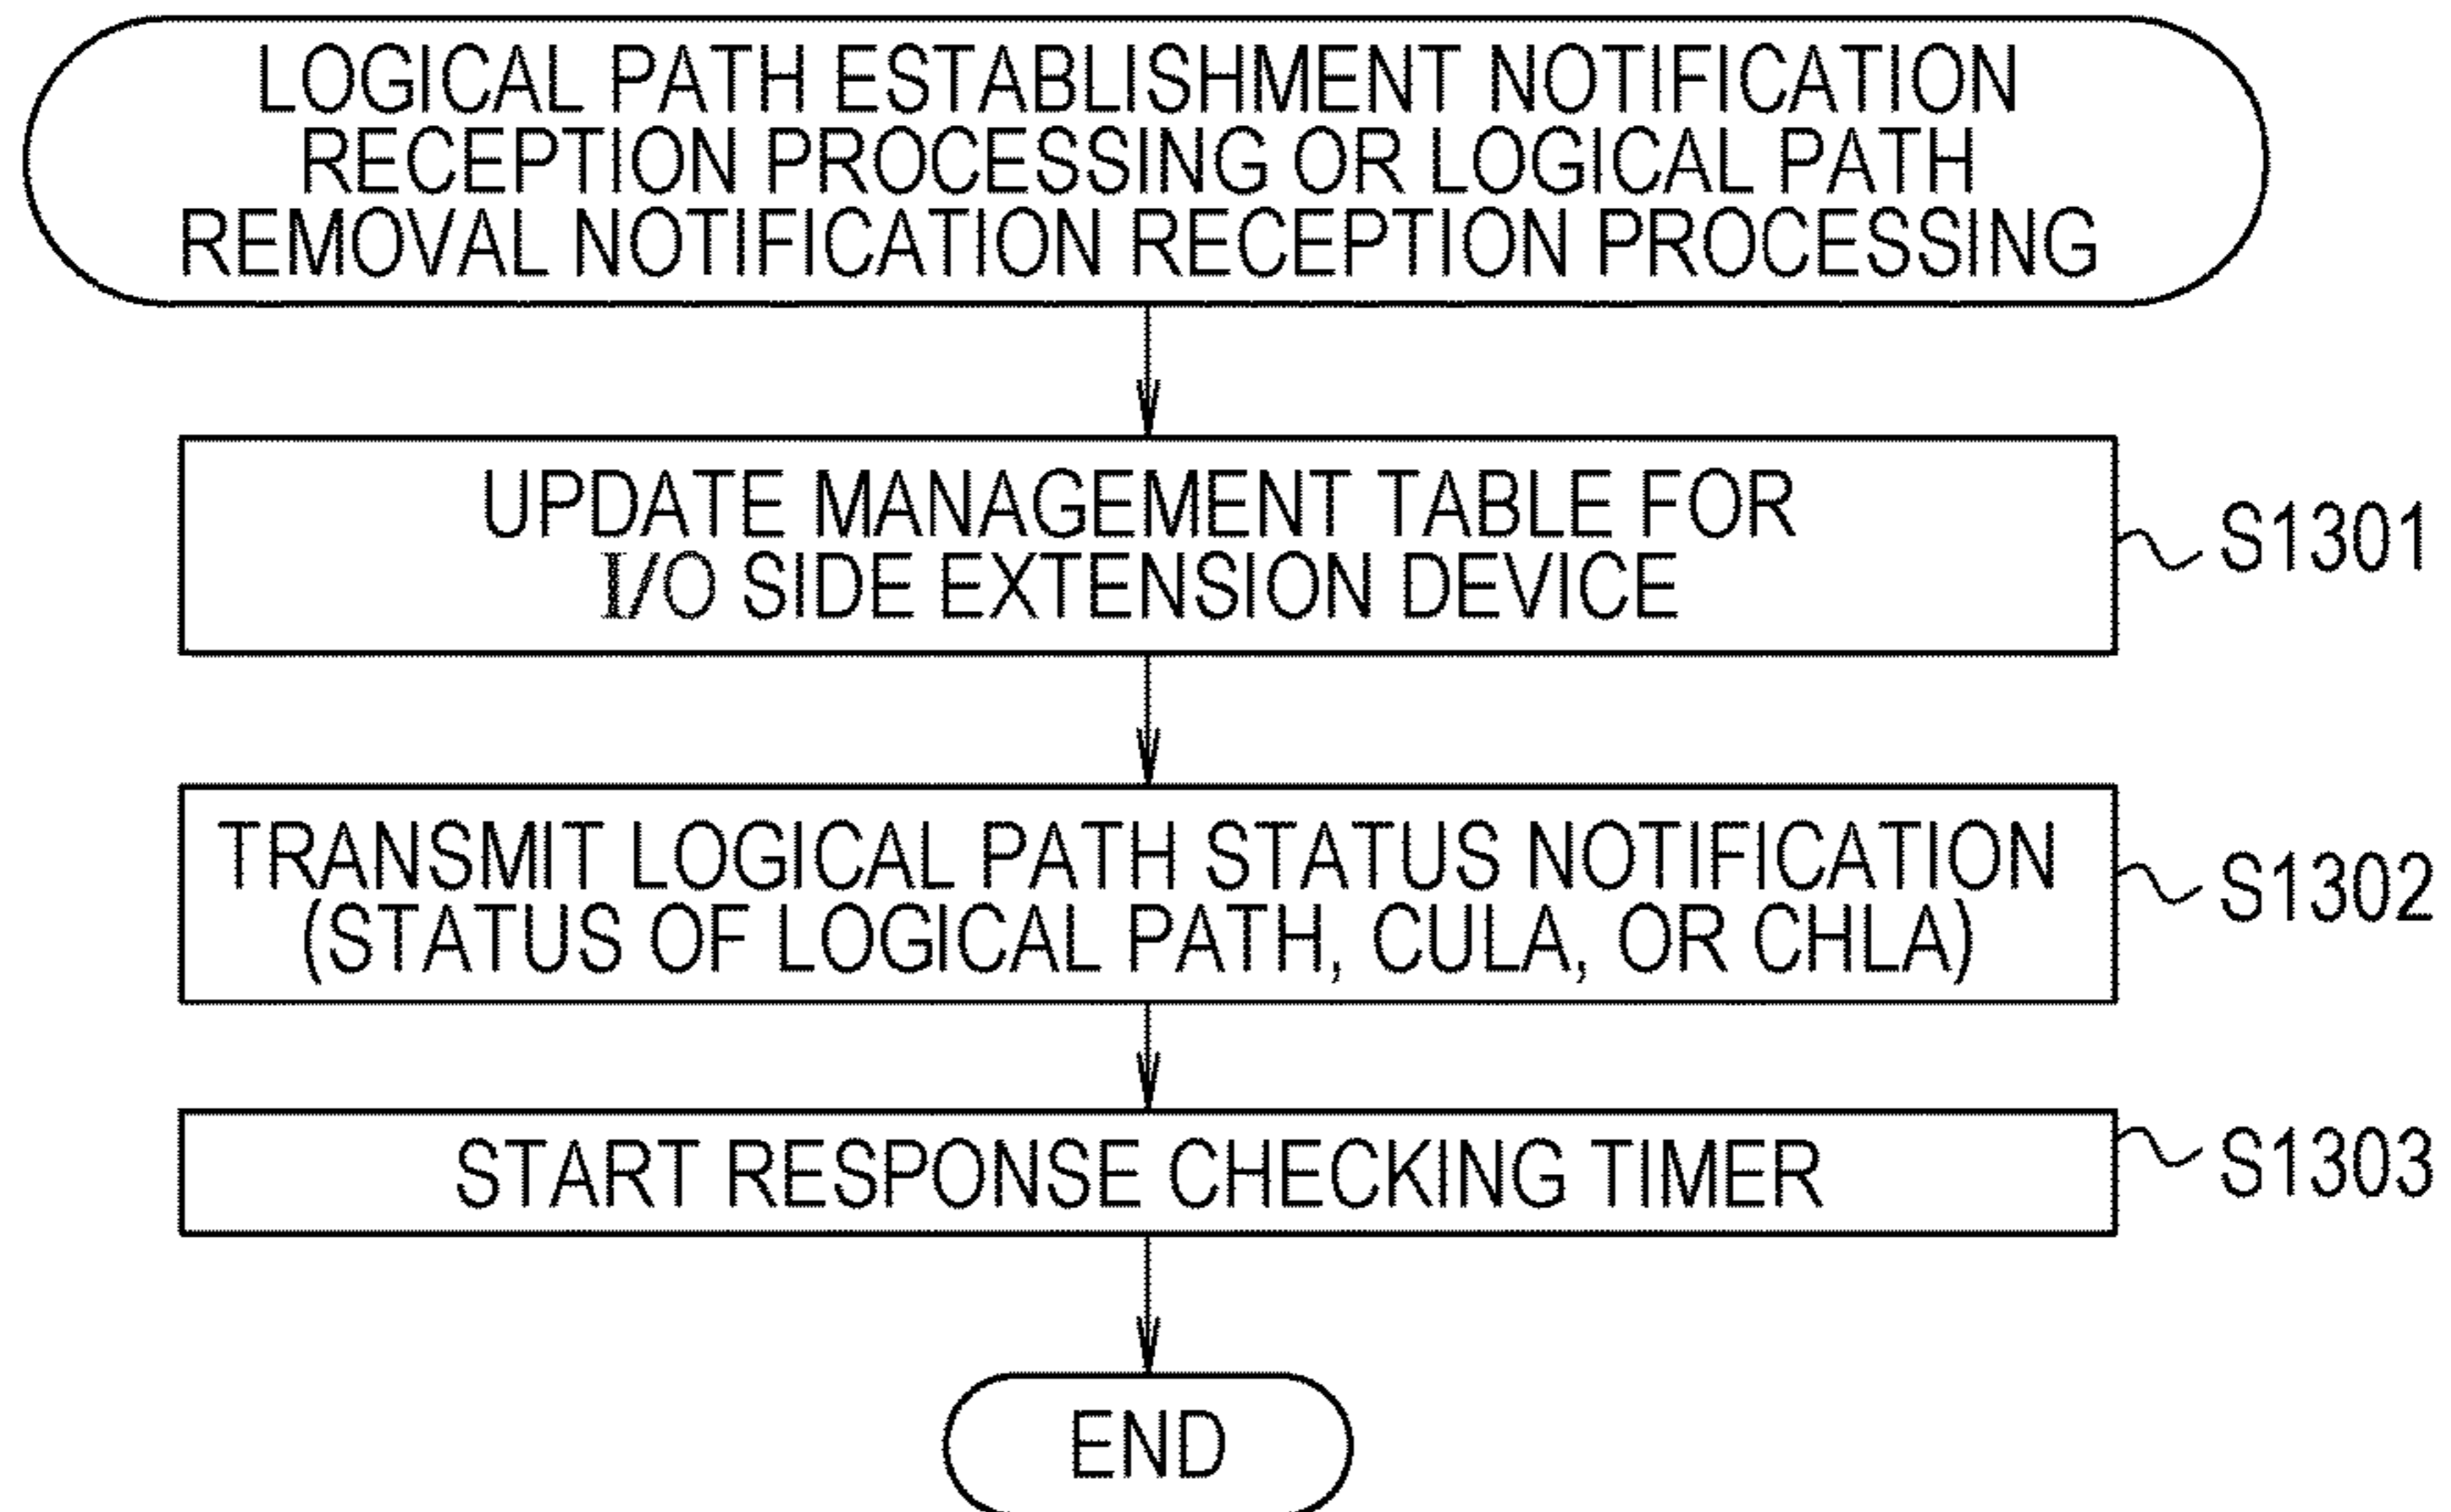 LOGICAL PATH ESTABLISHMENT NOTIFICATION
RECEPTION PROCESSING OR LOGICAL PATH
REMOVAL NOTIFICATION RECEPTION PROCESSING
UPDATE MANAGEMENT TABLE FOR
I/O SIDE EXTENSION DEVICE
S1301
TRANSMIT LOGICAL PATH STATUS NOTIFICATION
(STATUS OF LOGICAL PATH, CULA, OR CHLA)
S1302
START RESPONSE CHECKING TIMER
S1303
END